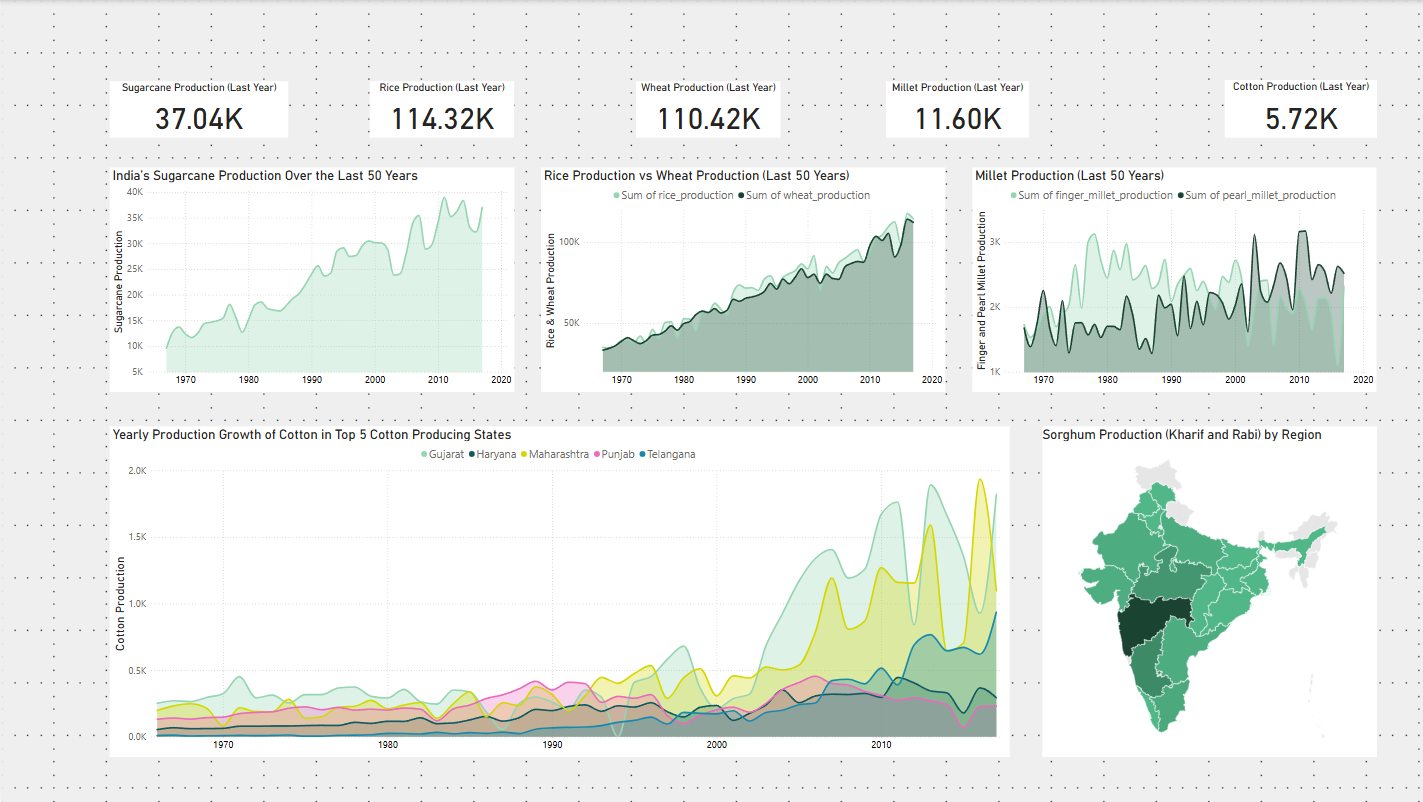 Sugarcane Production (Last Year)
37.04K
Rice Production (Last Year)
114.32K
Wheat Production (Last Year)
110.42K
Millet Production (Last Year)
11.60K
Cotton Production (Last Year)
5.72K
India's Sugarcane Production Over the Last 50 Years
Sugarcane Production
40K
35K
30K
25K
20K
15K
10K
5K
1970 1980 1990 2000 2010 2020
Rice Production vs Wheat Production (Last 50 Years)
Sum of rice_production Sum of wheat_production
Rice & Wheat Production
100K
50K
1970 1980 1990 2000 2010 2020
Millet Production (Last 50 Years)
Sum of finger_millet_production Sum of pearl_millet_production
Finger and Pearl Millet Production
3K
2K
1K
1970 1980 1990 2000 2010 2020
Yearly Production Growth of Cotton in Top 5 Cotton Producing States
Gujarat Haryana Maharashtra Punjab Telangana
Cotton Production
2.0K
1.5K
1.0K
0.5K
0.0K
1970 1980 1990 2000 2010
Sorghum Production (Kharif and Rabi) by Region